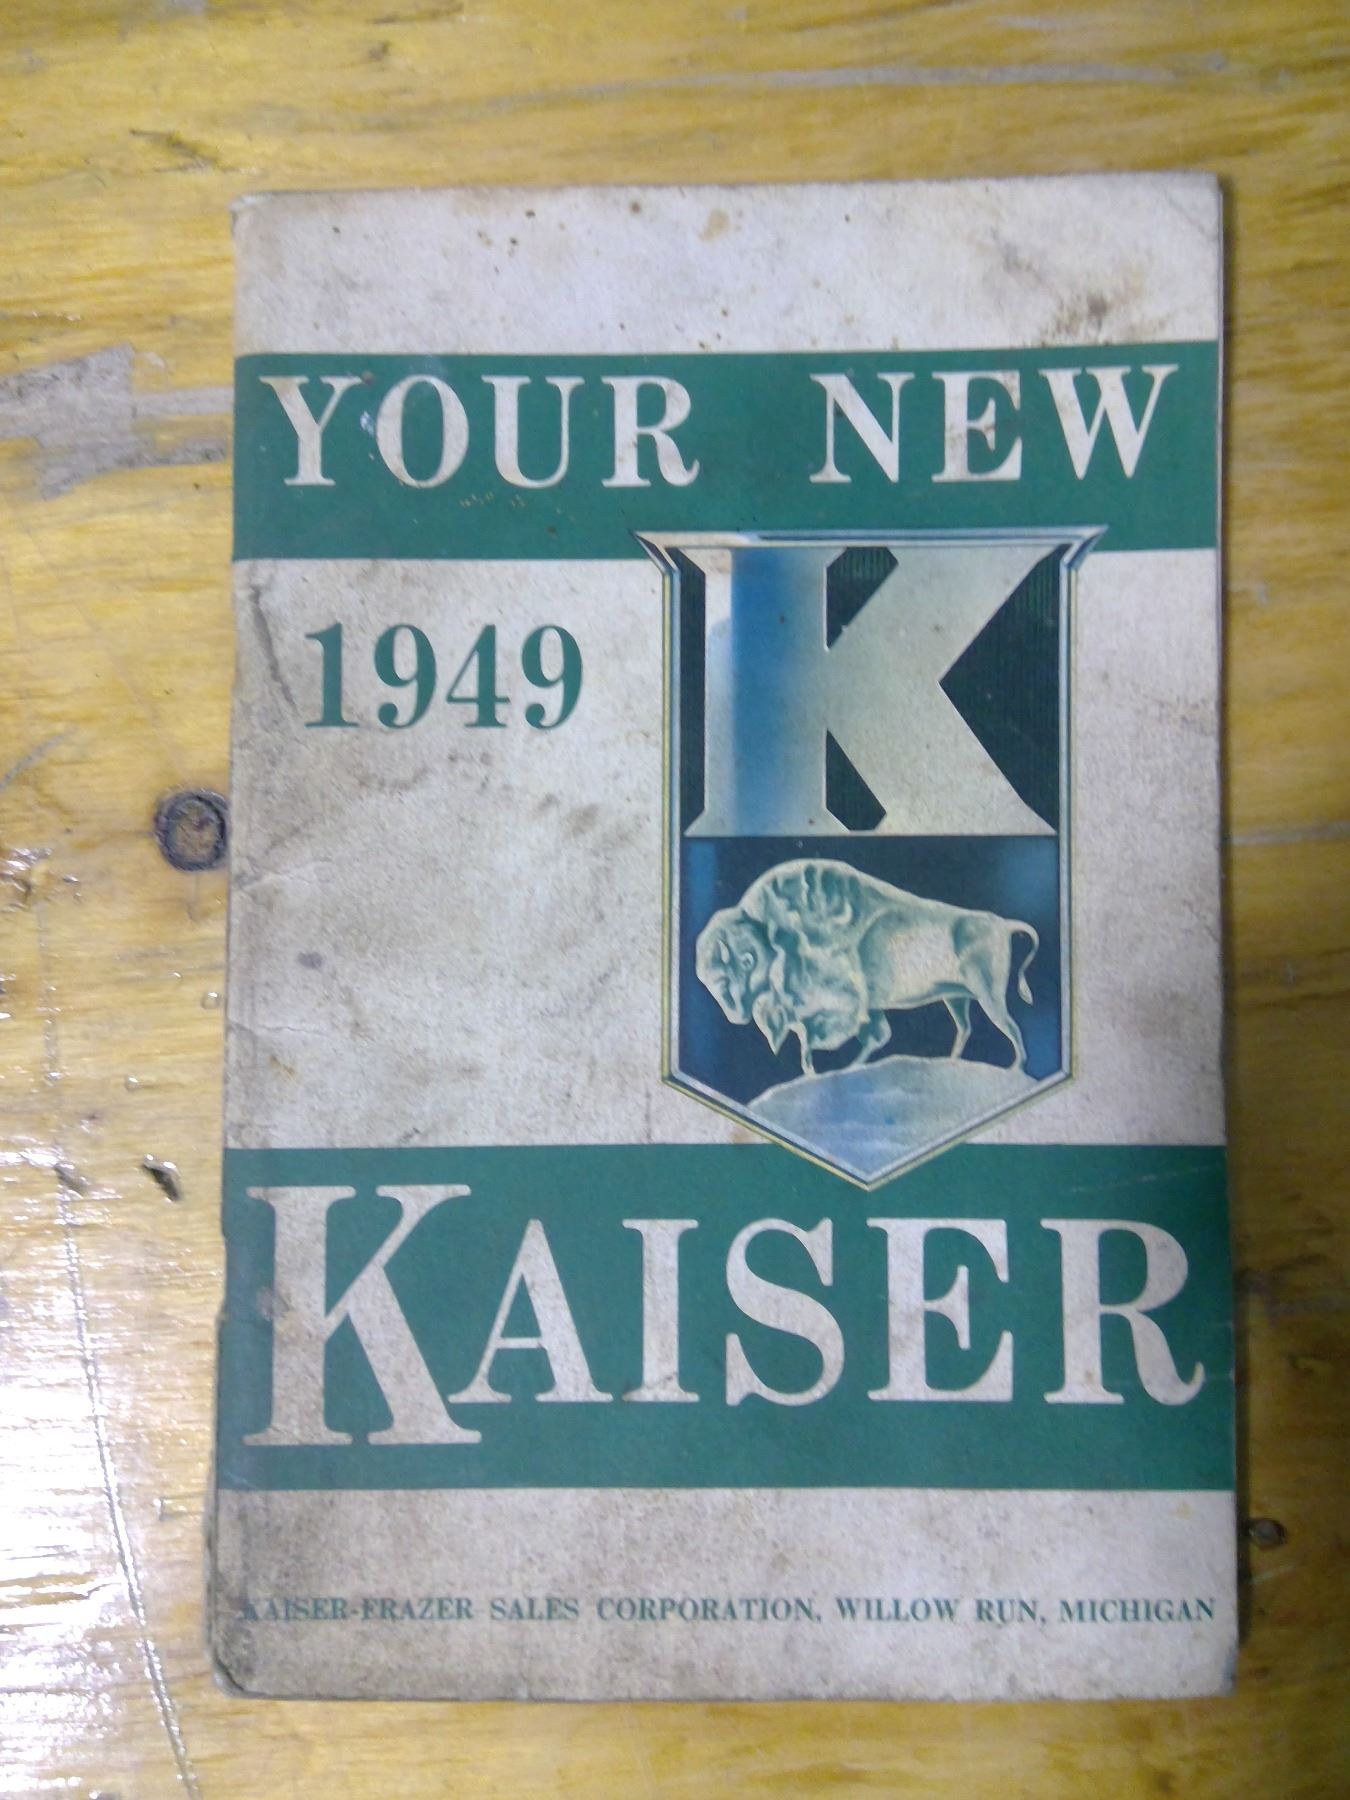 YOUR NEW
1949
K
KAISER
KAISER-FRAZER SALES CORPORATION, WILLOW RUN, MICHIGAN